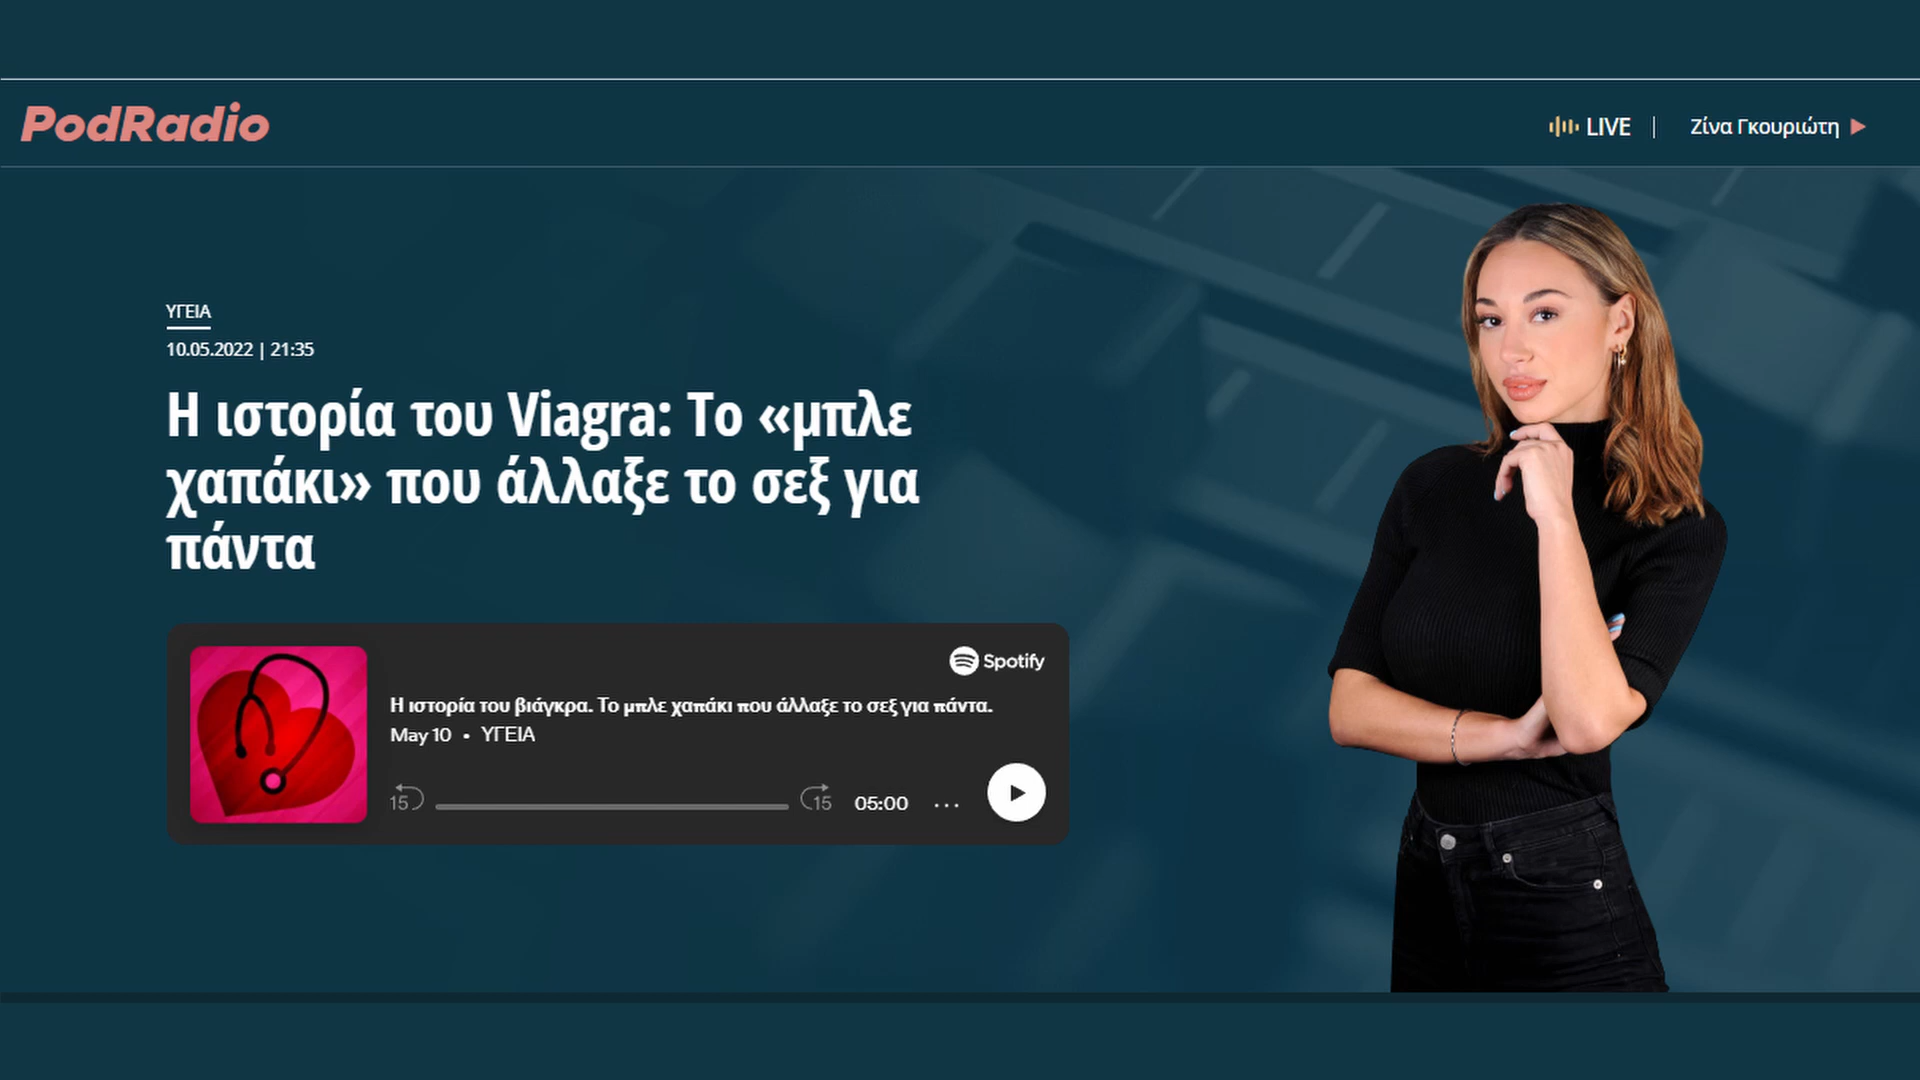 PodRadio
LIVE | Ζίνα Γκουριώτη
ΥΓΕΙΑ
10.05.2022 | 21:35
Η ιστορία του Viagra: Το «μπλε
χαπάκι» που άλλαξε το σεξ για
πάντα
Spotify
Η ιστορία του βιάγκρα. Το μπλε χαπάκι που άλλαξε το σεξ για πάντα.
May 10 • ΥΓΕΙΑ
15 15 05:00 ...